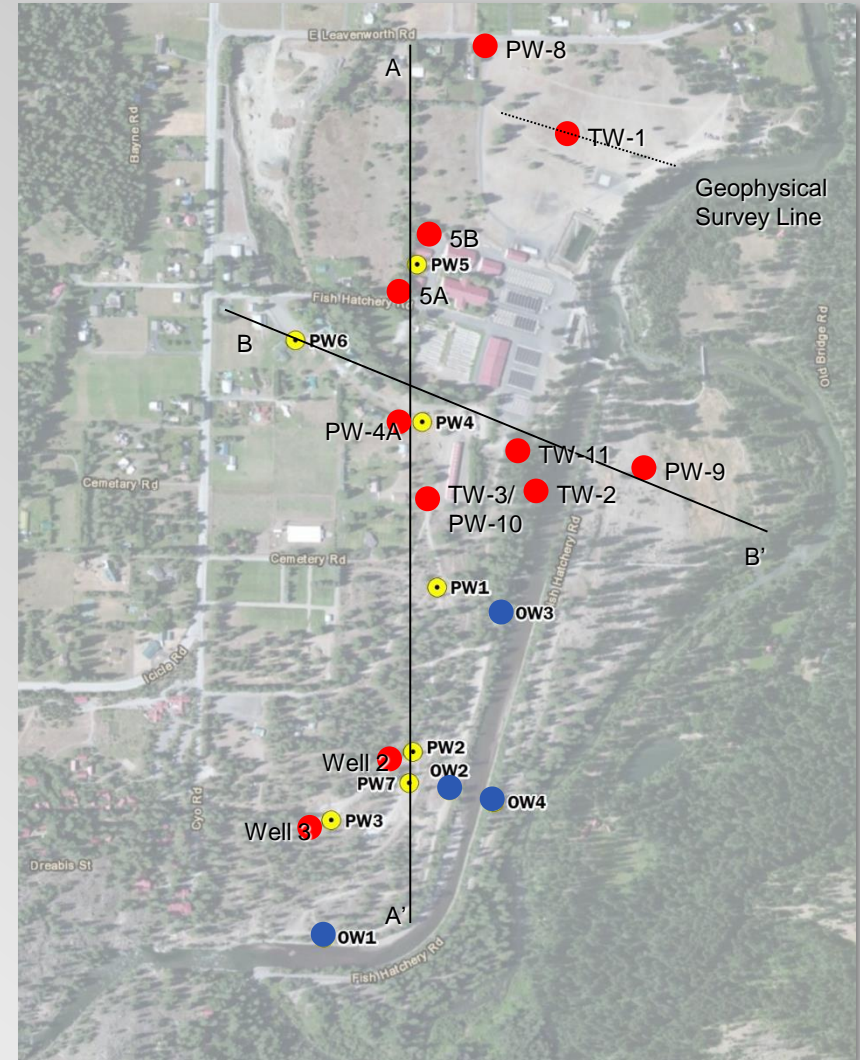 E Leavenworth Rd
PW-8
A
Bayne Rd
TW-1
Geophysical
Survey Line
5B
PW5
5A
Fish Hatchery Rd
B
PW6
Old Bridge Rd
PW-4A
PW4
TW-11
PW-9
Cemetary Rd
TW-3/
PW-10
TW-2
B’
Cemetery Rd
Fish Hatchery Rd
PW1
OW3
Icicle Rd
PW2
Well 2
OW2
PW7
OW4
Cyo Rd
PW3
Well 3
Dreabis St
A’
OW1
Fish Hatchery Rd